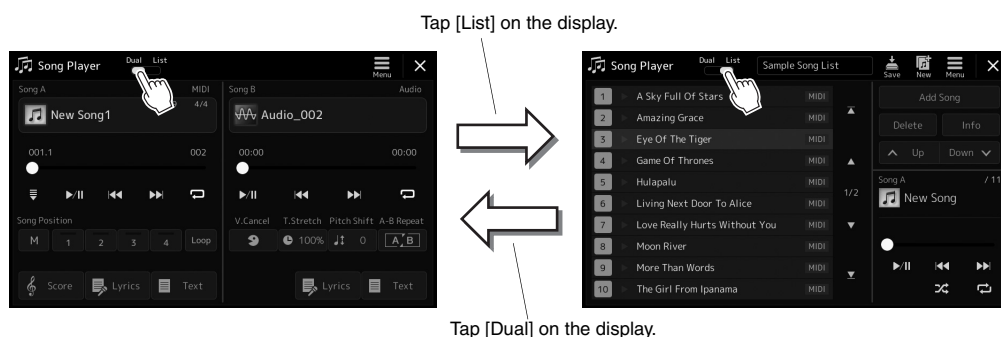 Tap [List] on the display.
Song Player Dual List Menu
Song A MIDI
4/4
New Song1
001.1 002
Song Position
M 1 2 3 4 Loop
Score Lyrics Text
Song B Audio
Audio_002
00:00 00:00
V.Cancel T.Stretch Pitch Shift A-B Repeat
100% 0 A B
Lyrics Text
Song Player Dual List Sample Song List Save New Menu
1 A Sky Full Of Stars MIDI
2 Amazing Grace MIDI
3 Eye Of The Tiger MIDI
4 Game Of Thrones MIDI
5 Hulapalu MIDI
6 Living Next Door To Alice MIDI
7 Love Really Hurts Without You MIDI
8 Moon River MIDI
9 More Than Words MIDI
10 The Girl From Ipanama MIDI
1/2
Add Song
Delete Info
Up Down
Song A / 11
New Song
Tap [Dual] on the display.